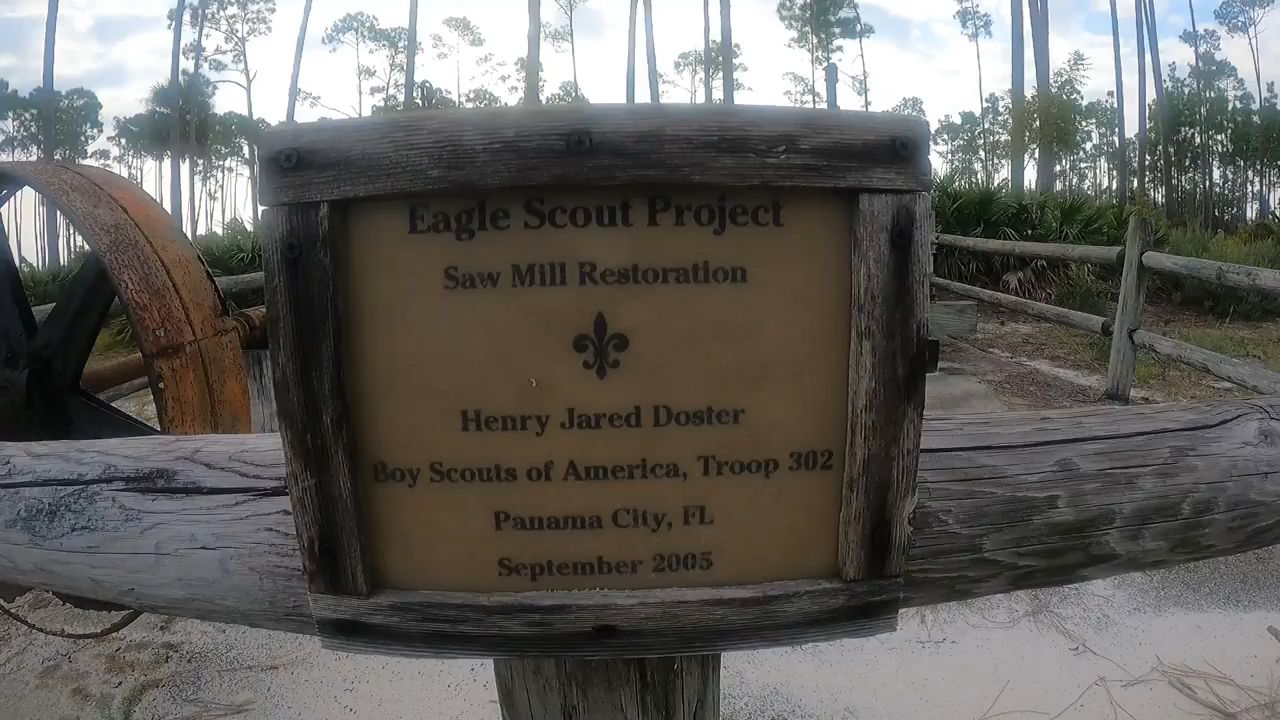 Eagle Scout Project
Saw Mill Restoration
Henry Jared Doster
Boy Scouts of America, Troop 302
Panama City, FL
September 2005